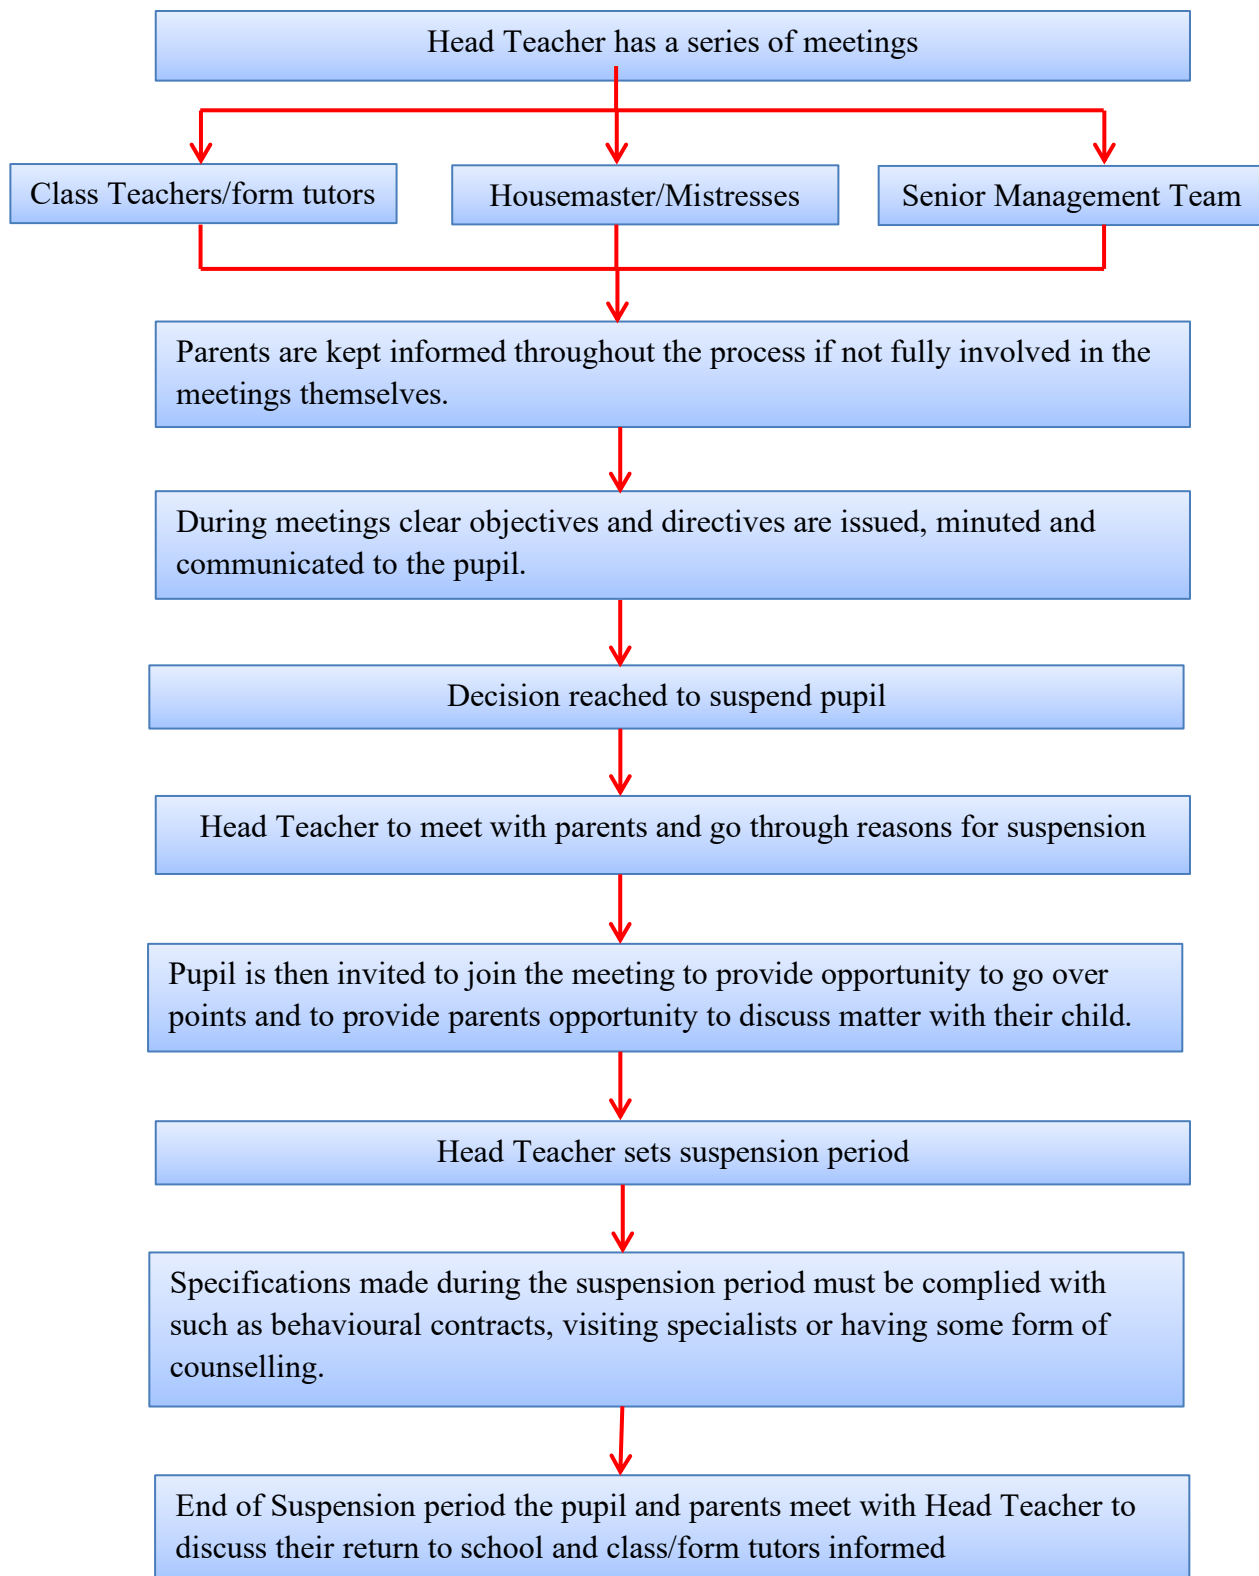 Head Teacher has a series of meetings
Class Teachers/form tutors
Housemaster/Mistresses
Senior Management Team
Parents are kept informed throughout the process if not fully involved in the
meetings themselves.
During meetings clear objectives and directives are issued, minuted and
communicated to the pupil.
Decision reached to suspend pupil
Head Teacher to meet with parents and go through reasons for suspension
Pupil is then invited to join the meeting to provide opportunity to go over
points and to provide parents opportunity to discuss matter with their child.
Head Teacher sets suspension period
Specifications made during the suspension period must be complied with
such as behavioural contracts, visiting specialists or having some form of
counselling.
End of Suspension period the pupil and parents meet with Head Teacher to
discuss their return to school and class/form tutors informed